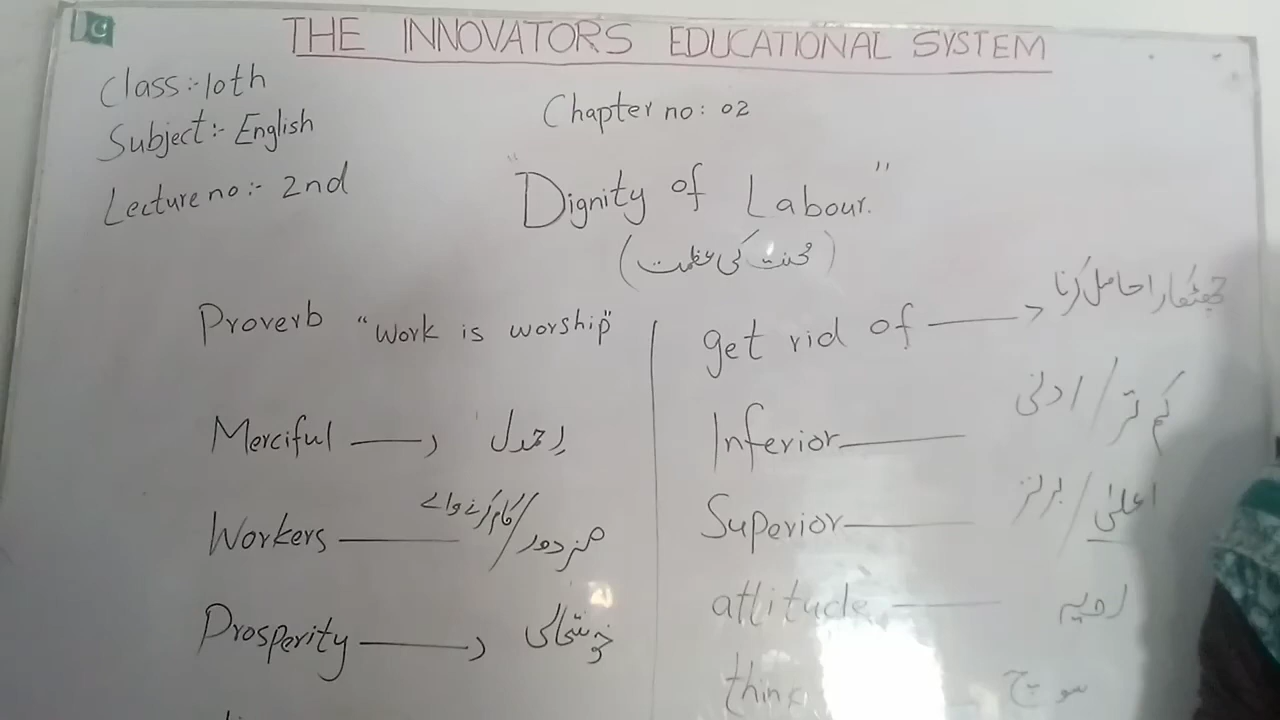 THE INNOVATORS EDUCATIONAL SYSTEM
Class:- 10th
Subject:- English
Lecture no:- 2nd
Chapter no: 02
"Dignity of Labour."
(محنت کی عظمت)
Proverb "Work is worship"
Merciful → رحمدل
Workers — مزدور/کام کرنے والے
Prosperity → خوشحالی
get rid of → چھٹکارا حاصل کرنا
Inferior — کم تر/ادنی
Superior — اعلیٰ/برتر
attitude — رویہ
think — سوچ